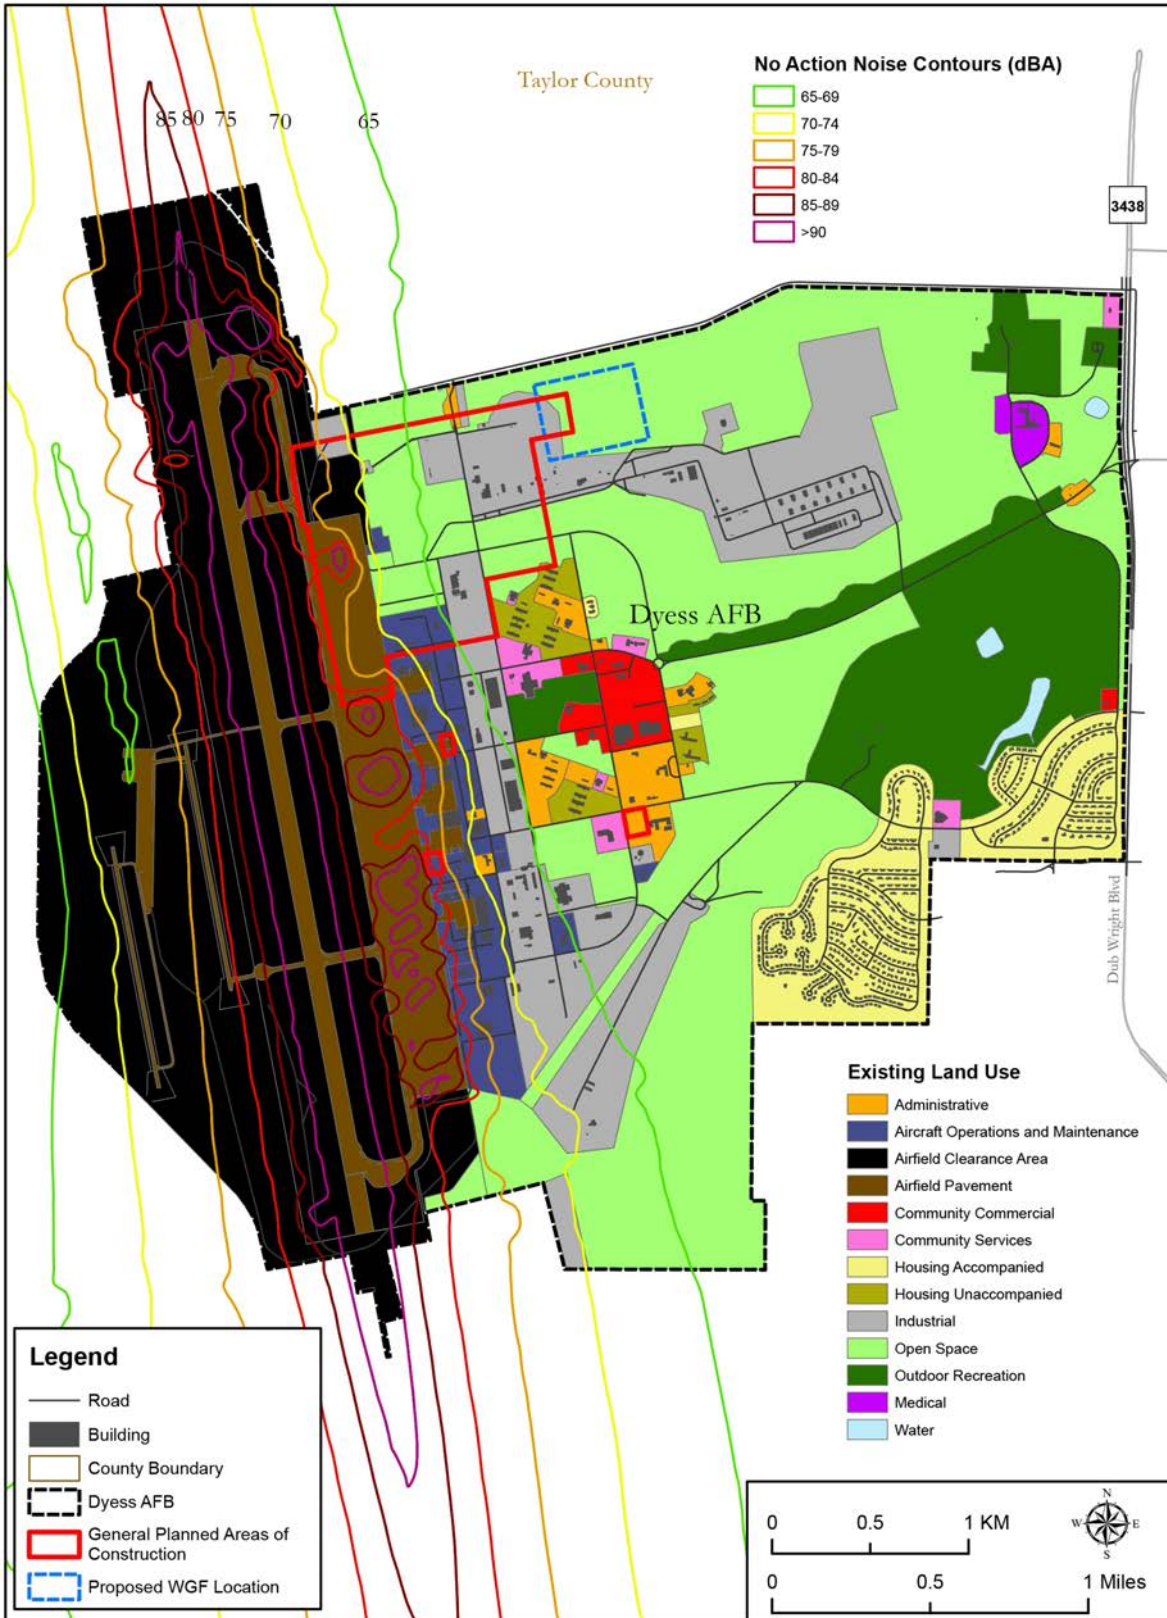 Taylor County
No Action Noise Contours (dBA)
65-69
70-74
75-79
80-84
85-89
>90
85 80 75 70 65
3438
Dyess AFB
Dub Wright Blvd
Existing Land Use
Administrative
Aircraft Operations and Maintenance
Airfield Clearance Area
Airfield Pavement
Community Commercial
Community Services
Housing Accompanied
Housing Unaccompanied
Industrial
Open Space
Outdoor Recreation
Medical
Water
Legend
Road
Building
County Boundary
Dyess AFB
General Planned Areas of
Construction
Proposed WGF Location
0 0.5 1 KM
N
W E
S
0 0.5 1 Miles